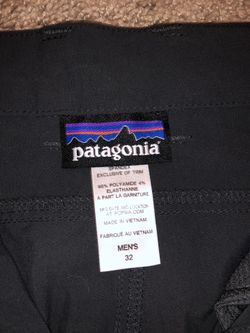 patagonia
SPANDEX
EXCLUSIVE OF TRIM
96% POLYAMIDE 4%
ELASTHANNE
A PART LA GARNITURE
MADE IN VIETNAM
FABRIQUÉ AU VIETNAM
MEN'S
32